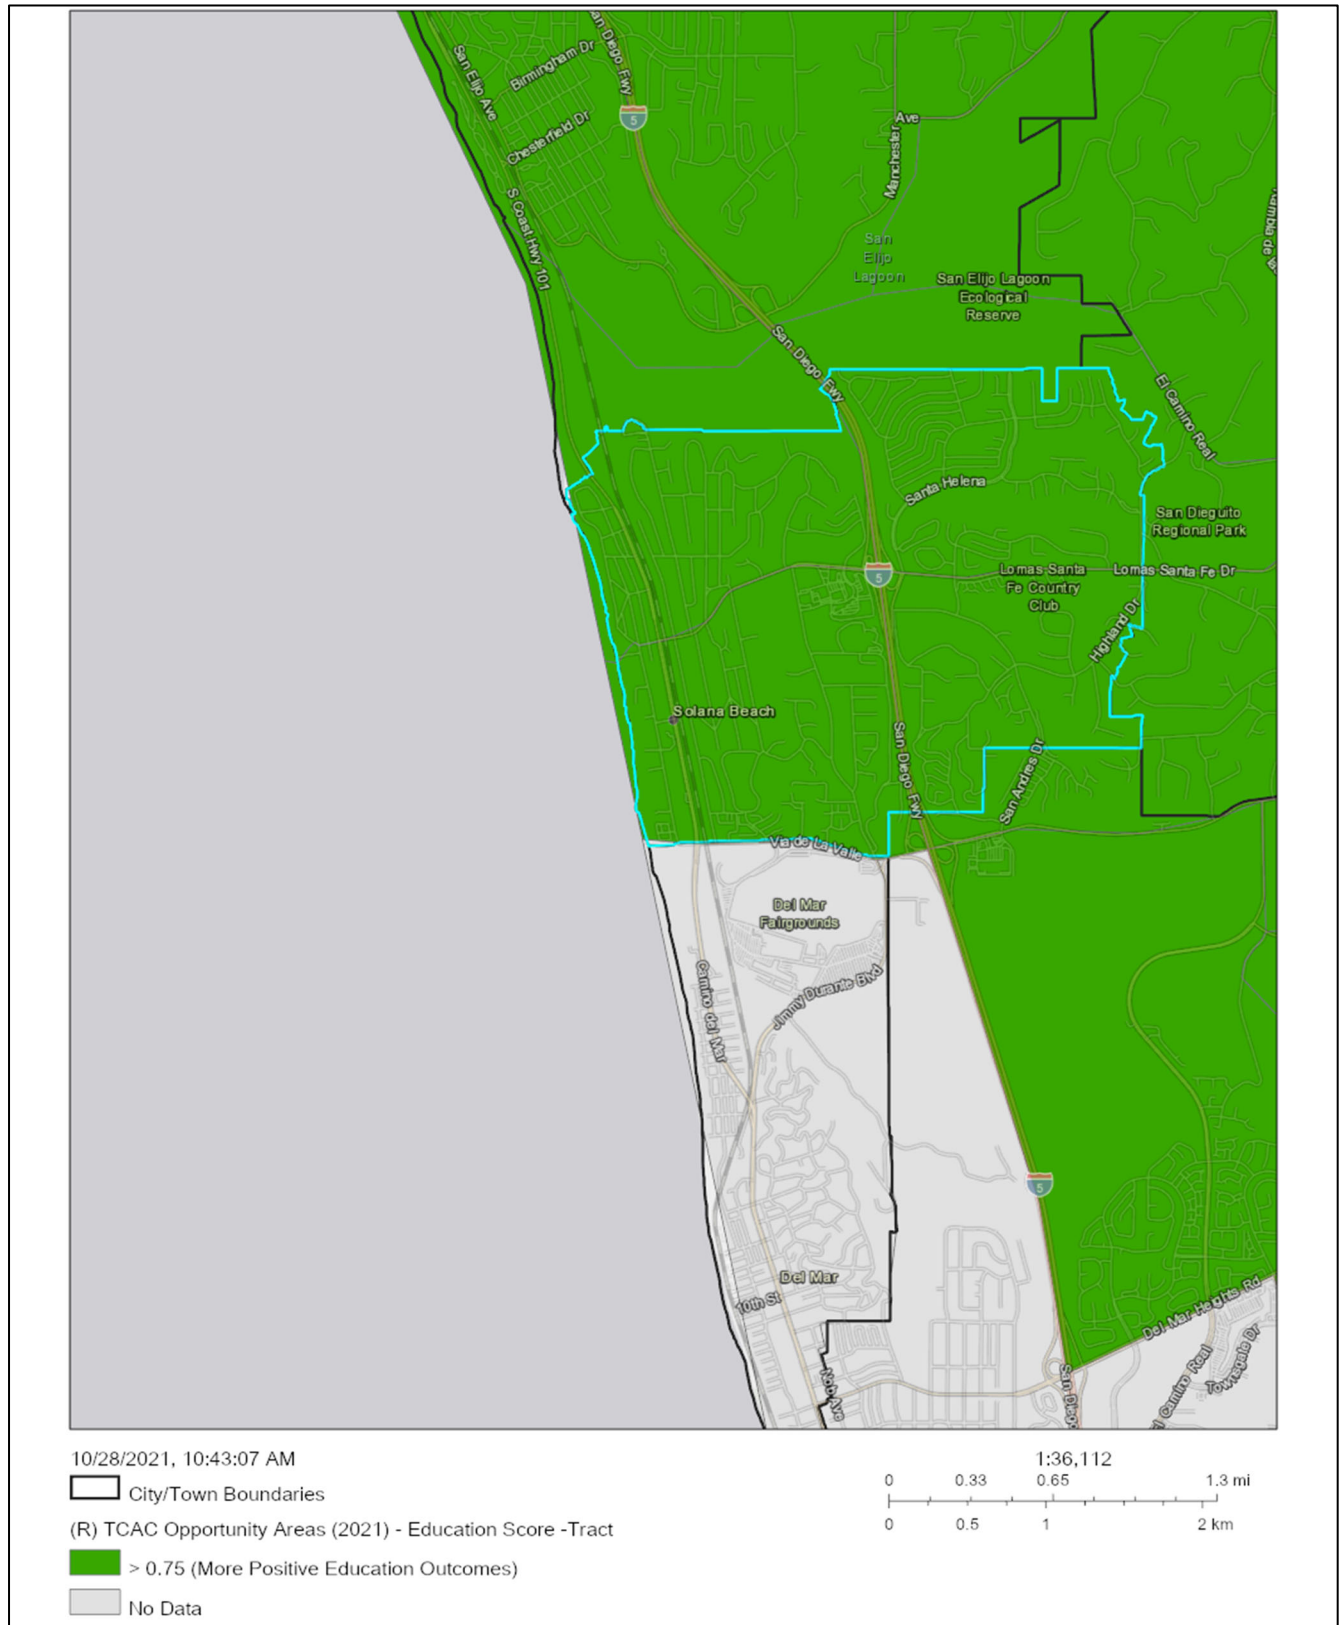 San Diego Fwy
San Elijo Ave
Birmingham Dr
5
Chesterfield Dr
Ave
Manchester
S Coast Hwy 101
San
Elijo
Lagoon
San Elijo Lagoon
Ecological
Reserve
San Diego Fwy
El Camino Real
Santa Helena
San Dieguito
Regional Park
5
Lomas Santa
Fe Country
Club
Lomas Santa Fe Dr
Highland Dr
Solana Beach
San Diego Fwy
San Andres Dr
Via de La Valle
Del Mar
Fairgrounds
Camino del Mar
Jimmy Durante Blvd
5
Del Mar
10th St
Del Mar Heights Rd
Townsgate Dr
El Camino Real
Nob Ave
San Diego
10/28/2021, 10:43:07 AM
1:36,112
City/Town Boundaries
0 0.33 0.65 1.3 mi
(R) TCAC Opportunity Areas (2021) - Education Score -Tract
0 0.5 1 2 km
> 0.75 (More Positive Education Outcomes)
No Data